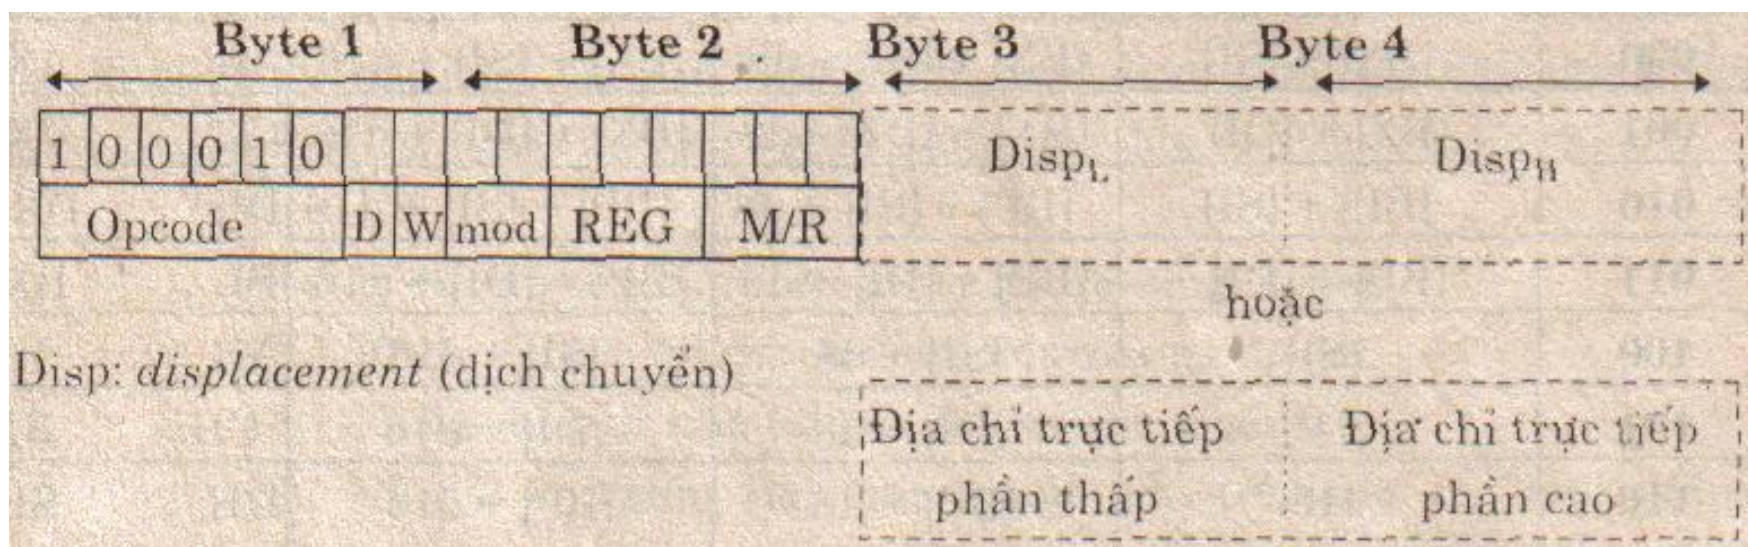 Byte 1 Byte 2 Byte 3 Byte 4
1 0 0 0 1 0
Disp_L Disp_H
Opcode D W mod REG M/R
hoặc
Disp: displacement (dịch chuyển)
Địa chỉ trực tiếp Địa chỉ trực tiếp
phần thấp phần cao